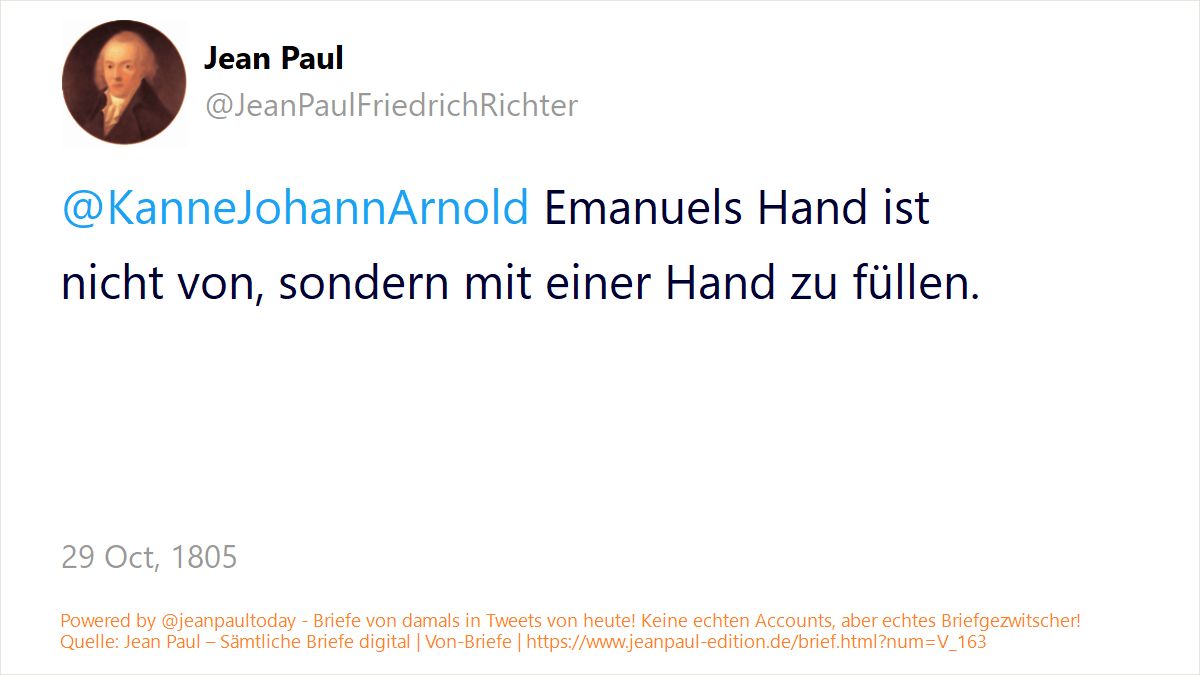 Jean Paul
@JeanPaulFriedrichRichter
@KanneJohannArnold Emanuels Hand ist
nicht von, sondern mit einer Hand zu füllen.
29 Oct, 1805
Powered by @jeanpaultoday - Briefe von damals in Tweets von heute! Keine echten Accounts, aber echtes Briefgezwitscher!
Quelle: Jean Paul – Sämtliche Briefe digital | Von-Briefe | https://www.jeanpaul-edition.de/brief.html?num=V_163